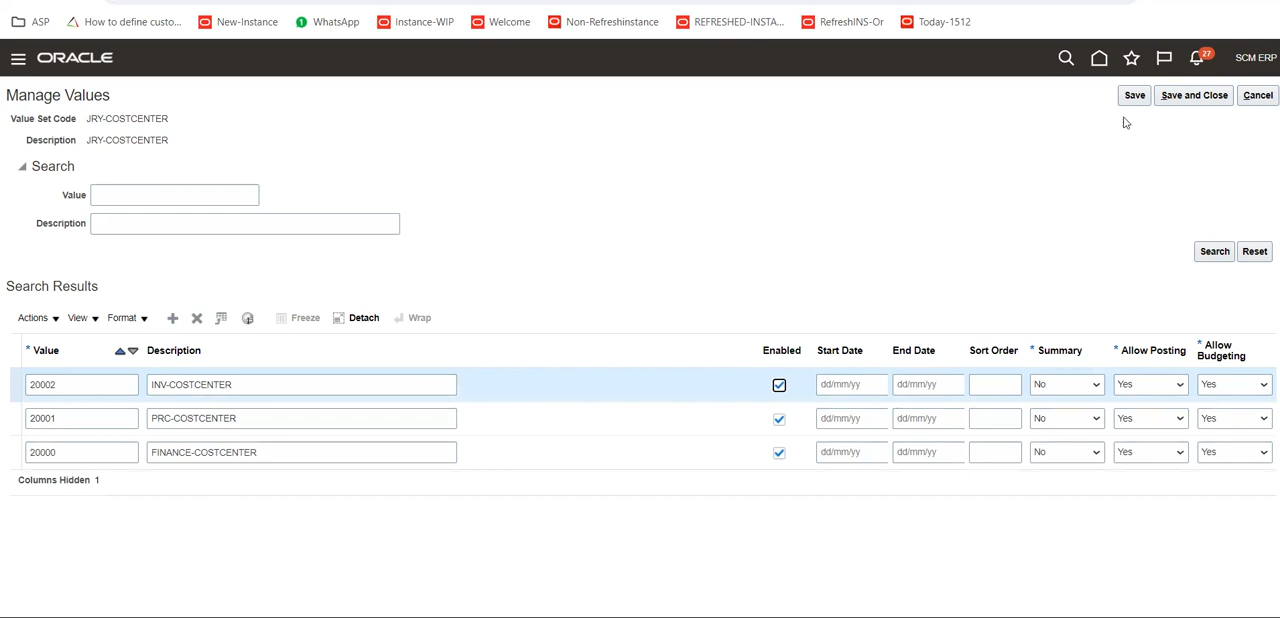 ASP How to define custo... New-Instance 1 WhatsApp Instance-WIP Welcome Non-Refreshinstance REFRESHED-INSTA... RefreshINS-Or Today-1512
ORACLE 27 SCM ERP
Manage Values Save Save and Close Cancel
Value Set Code JRY-COSTCENTER
Description JRY-COSTCENTER
Search
Value
Description
Search Reset
Search Results
Actions View Format Freeze Detach Wrap
* Value Description Enabled Start Date End Date Sort Order * Summary * Allow Posting * Allow Budgeting
20002 INV-COSTCENTER dd/mm/yy dd/mm/yy No Yes Yes
20001 PRC-COSTCENTER dd/mm/yy dd/mm/yy No Yes Yes
20000 FINANCE-COSTCENTER dd/mm/yy dd/mm/yy No Yes Yes
Columns Hidden 1